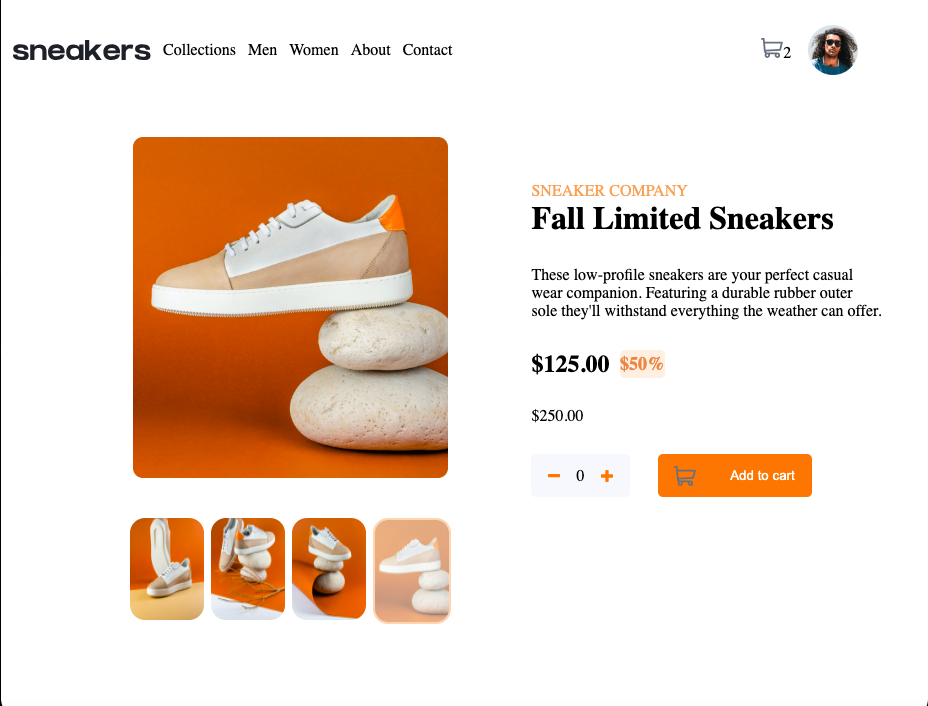 sneakers Collections Men Women About Contact 2
SNEAKER COMPANY
Fall Limited Sneakers
These low-profile sneakers are your perfect casual
wear companion. Featuring a durable rubber outer
sole they'll withstand everything the weather can offer.
$125.00 $50%
$250.00
0 Add to cart